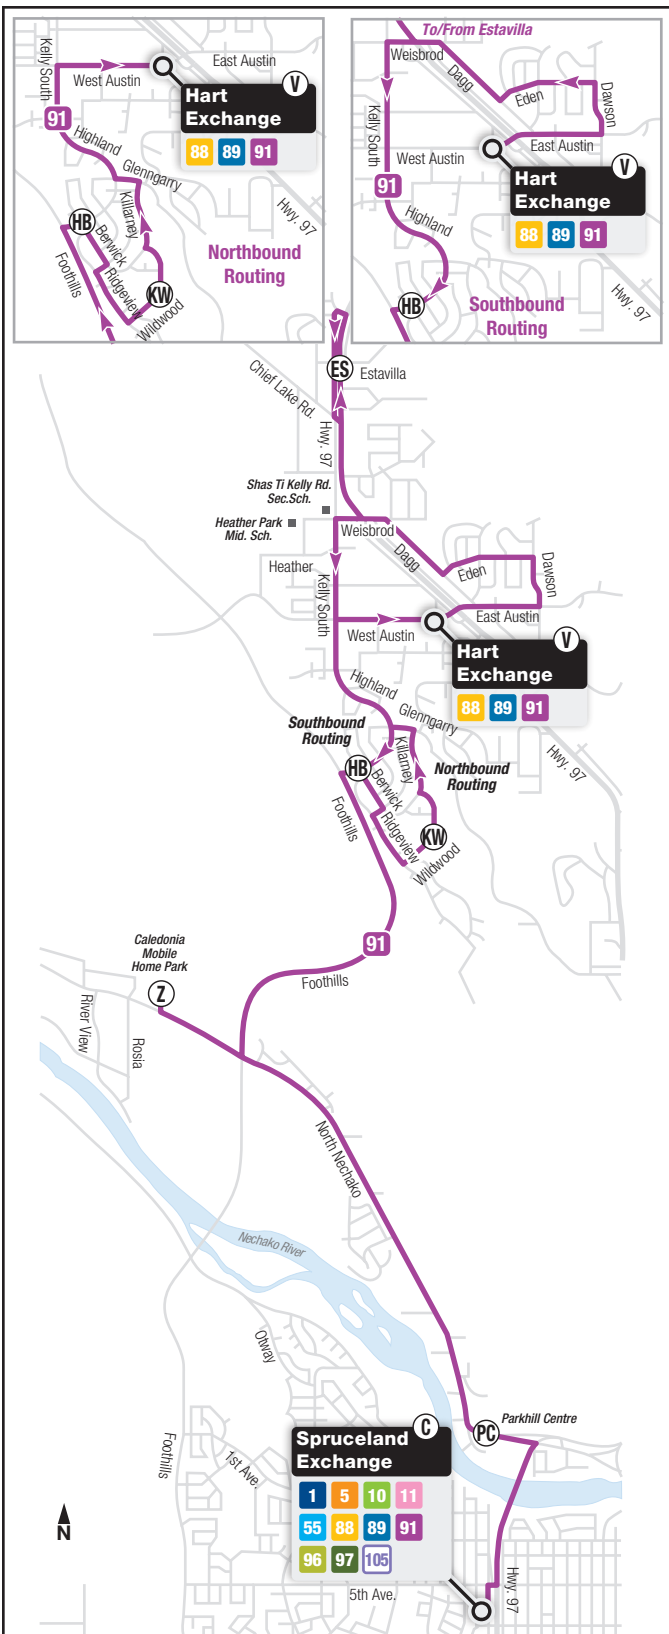 Kelly South
West Austin
East Austin
V
Hart
Exchange
88 89 91
91
Highland
Glenngarry
Killarney
HB
Berwick
Ridgeview
Foothills
KW
Wildwood
Hwy. 97
Northbound
Routing
To/From Estavilla
Weisbrod
Dagg
Eden
Dawson
Kelly South
East Austin
West Austin
V
Hart
Exchange
88 89 91
91
Highland
HB
Hwy. 97
Southbound
Routing
ES
Estavilla
Chief Lake Rd.
Hwy. 97
Shas Ti Kelly Rd.
Sec.Sch.
Heather Park
Mid. Sch.
Weisbrod
Dagg
Eden
Dawson
Heather
Kelly South
East Austin
West Austin
V
Hart
Exchange
88 89 91
Highland
Glenngarry
Southbound
Routing
Killarney
Northbound
Routing
Hwy. 97
HB
Berwick
Foothills
Ridgeview
KW
Wildwood
91
Caledonia
Mobile
Home Park
Z
Foothills
River View
Rosia
North Nechako
Nechako River
Otway
PC
Parkhill Centre
C
Spruceland
Exchange
1 5 10 11
55 88 89 91
96 97 105
Foothills
1st Ave.
N
5th Ave.
Hwy. 97